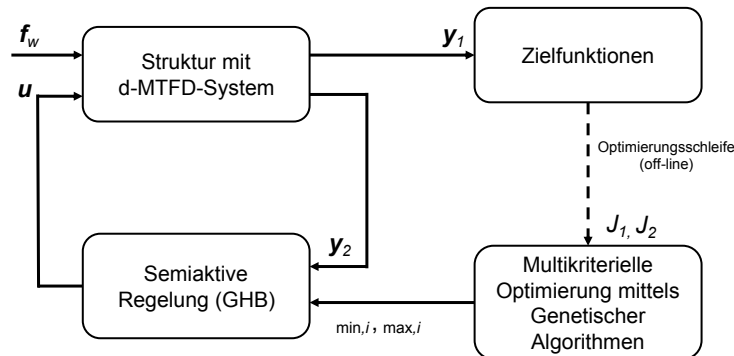 f_w
u
Struktur mit
d-MTFD-System
y_1
Zielfunktionen
Optimierungsschleife
(off-line)
J_1, J_2
y_2
Semiaktive
Regelung (GHB)
min,i , max,i
Multikriterielle
Optimierung mittels
Genetischer
Algorithmen